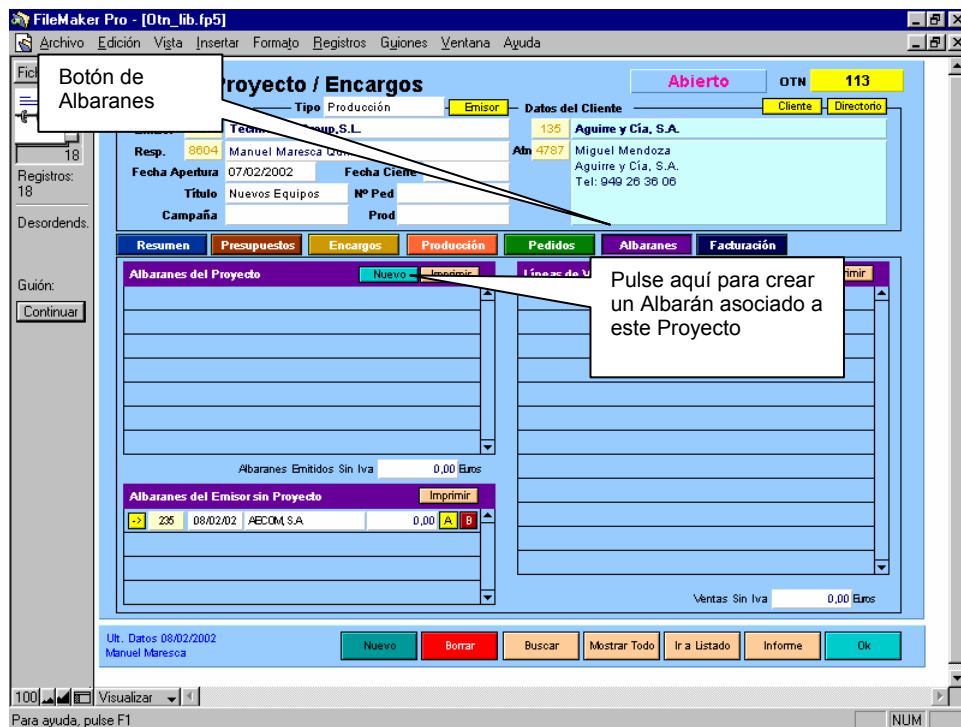 FileMaker Pro - [Otn_lib.fp5]
Archivo Edición Vista Insertar Formato Registros Guiones Ventana Ayuda
Botón de
Albaranes
royecto / Encargos
Abierto
OTN
113
Tipo Producción
Emisor
Datos del Cliente
Cliente
Directorio
135 Aguirre y Cía, S.A.
Resp. 8604 Manuel Maresca
Atn 4787 Miguel Mendoza
Aguirre y Cía, S.A.
Tel: 949 26 36 06
Fecha Apertura 07/02/2002
Fecha Cierre
Título Nuevos Equipos
Nº Ped
Campaña
Prod
18
Registros:
18
Desordends.
Guión:
Continuar
Resumen Presupuestos Encargos Producción Pedidos Albaranes Facturación
Albaranes del Proyecto
Nuevo
Imprimir
Líneas de V
imir
Pulse aquí para crear
un Albarán asociado a
este Proyecto
Albaranes Emitidos Sin Iva 0,00 Euros
Albaranes del Emisor sin Proyecto
Imprimir
-> 235 08/02/02 AECOM, S.A. 0,00 A B
Ventas Sin Iva 0,00 Euros
Ult. Datos 08/02/2002
Manuel Maresca
Nuevo Borrar Buscar Mostrar Todo Ir a Listado Informe Ok
100 Visualizar
Para ayuda, pulse F1
NUM